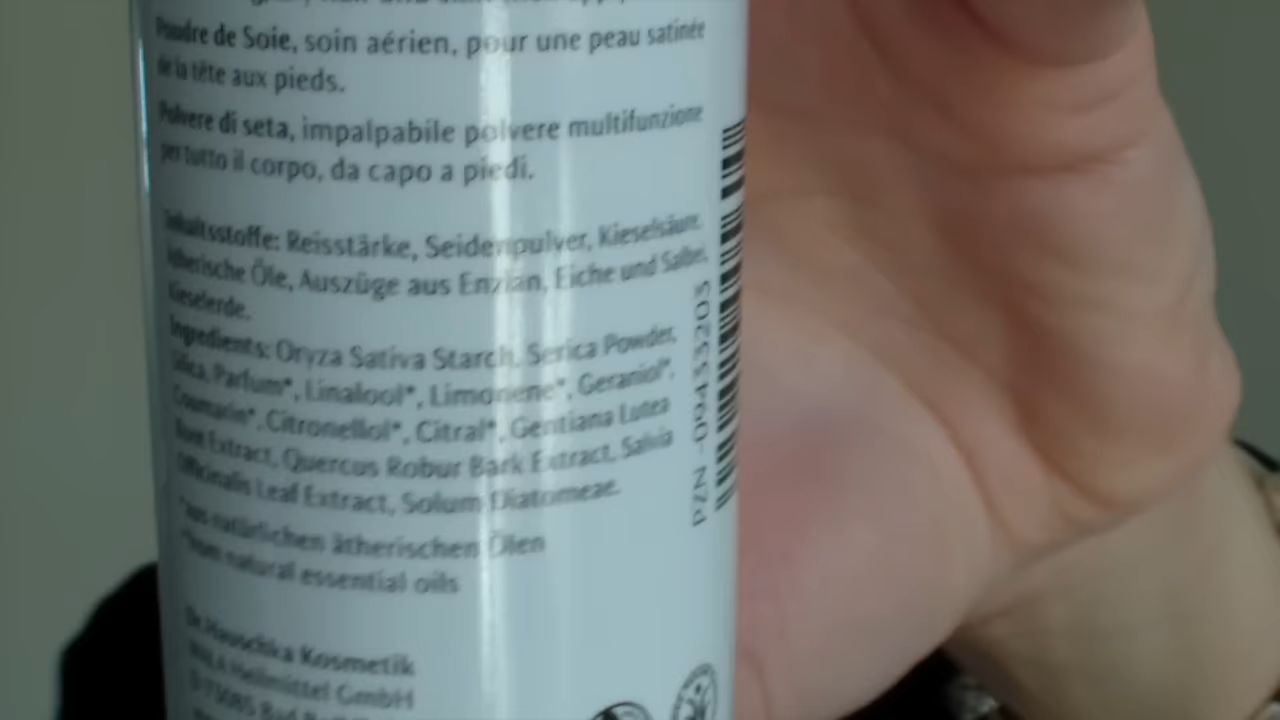 Poudre de Soie, soin aérien, pour une peau satinée
de la tête aux pieds.
Polvere di seta, impalpabile polvere multifunzione
per tutto il corpo, da capo a piedi.
Inhaltsstoffe: Reisstärke, Seidenpulver, Kieselsäure,
ätherische Öle, Auszüge aus Enzian, Eiche und Salbei,
Kieselerde.
Ingredients: Oryza Sativa Starch, Serica Powder,
Silica, Parfum*, Linalool*, Limonene*, Geraniol*,
Coumarin*, Citronellol*, Citral*, Gentiana Lutea
Root Extract, Quercus Robur Bark Extract, Salvia
Officinalis Leaf Extract, Solum Diatomeae.
*aus natürlichen ätherischen Ölen
*from natural essential oils
Dr.Hauschka Kosmetik
WALA Heilmittel GmbH
PZN -09433203